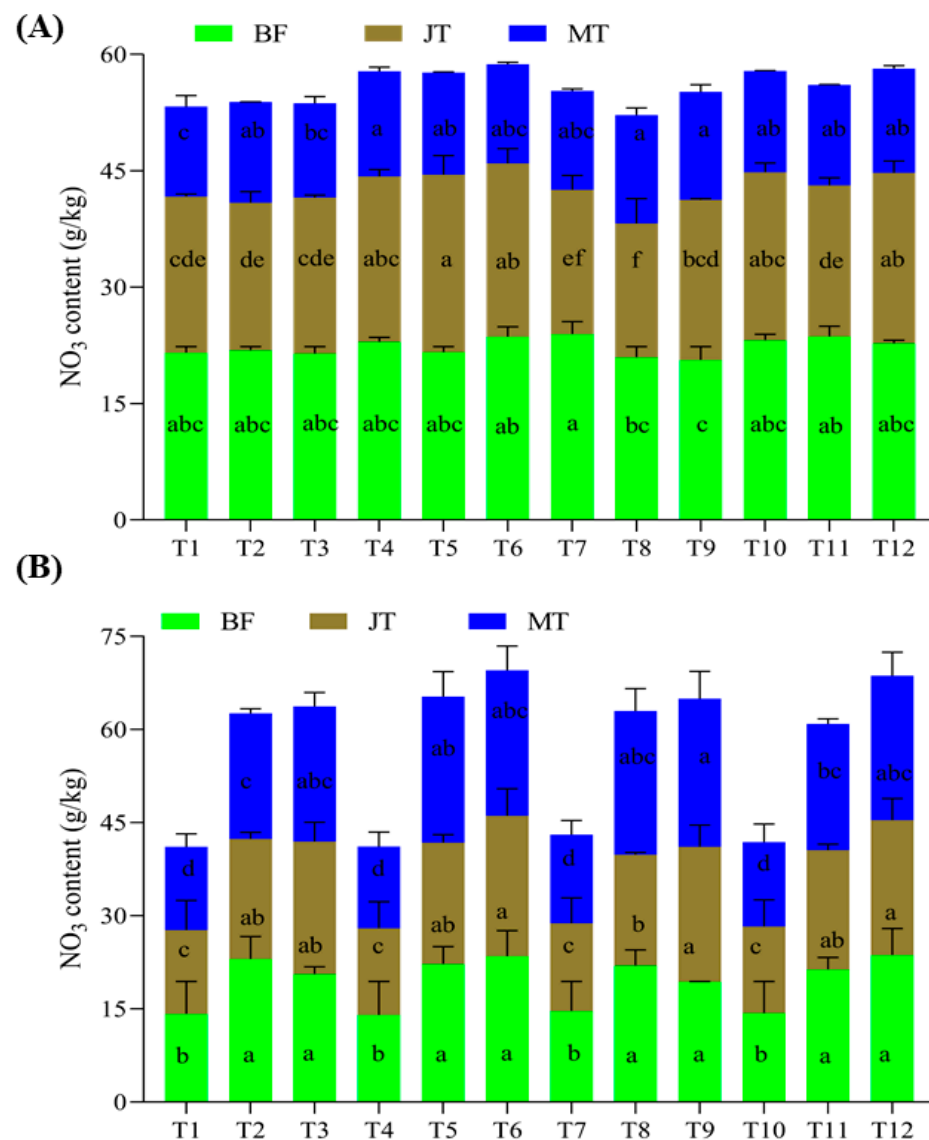 (A)
BF JT MT
NO3 content (g/kg)
60
45
30
15
0
c ab bc a ab abc abc a a ab ab ab
cde de cde abc a ab ef f bcd abc de ab
abc abc abc abc abc ab a bc c abc ab abc
T1 T2 T3 T4 T5 T6 T7 T8 T9 T10 T11 T12
(B)
BF JT MT
NO3 content (g/kg)
75
60
45
30
15
0
d c abc d ab abc d abc a d bc abc
c ab ab c ab a c b a c ab a
b a a b a a b a a b a a
T1 T2 T3 T4 T5 T6 T7 T8 T9 T10 T11 T12